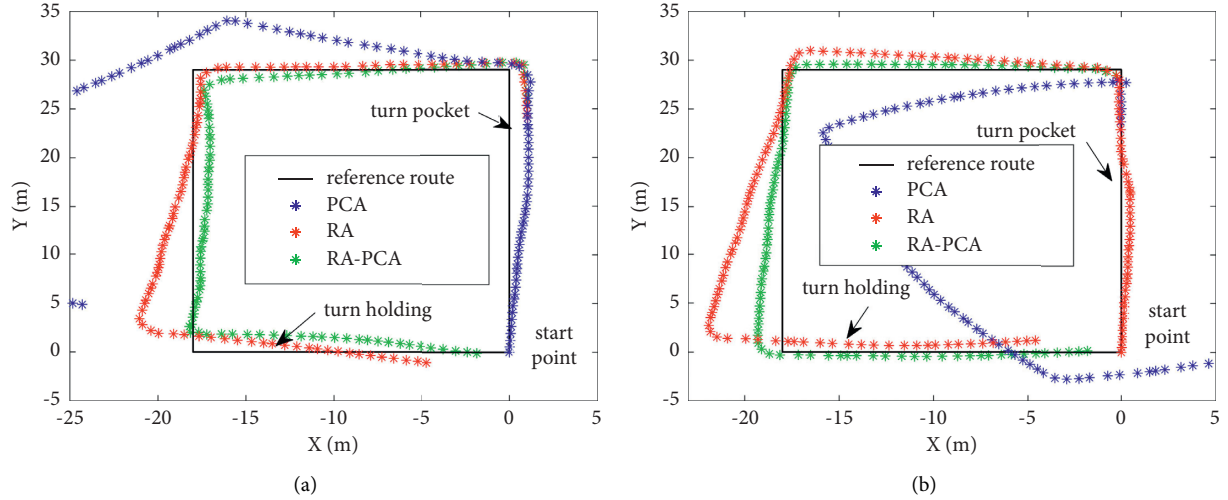 35
30
25
20
15
10
5
0
-5
Y (m)
-25
-20
-15
-10
-5
0
5
X (m)
turn pocket
reference route
PCA
RA
RA-PCA
turn holding
start
point
(a)
35
30
25
20
15
10
5
0
-5
Y (m)
-20
-15
-10
-5
0
5
X (m)
turn pocket
reference route
PCA
RA
RA-PCA
turn holding
start
point
(b)